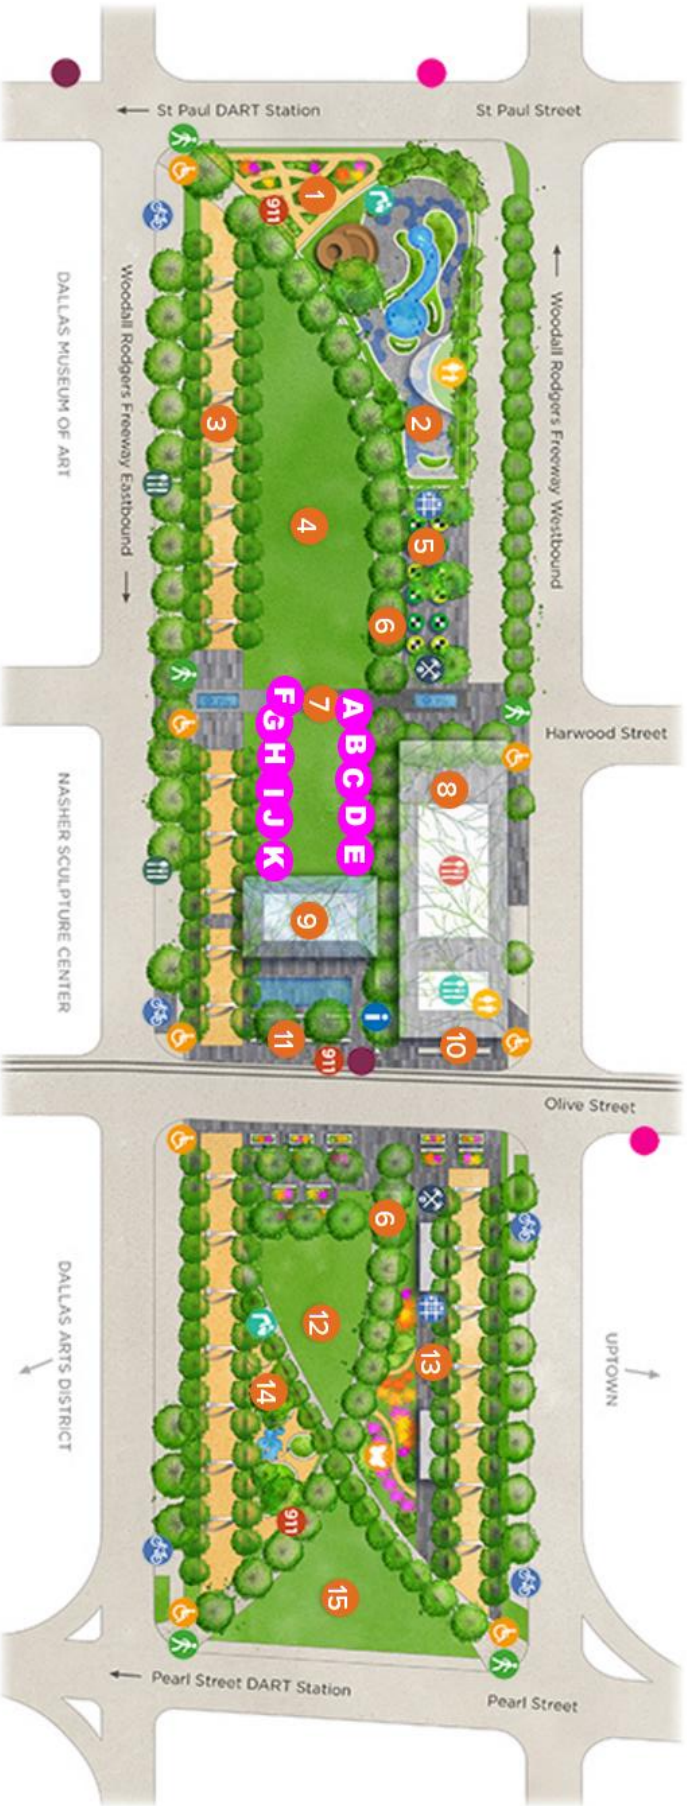 St Paul DART Station
St Paul Street
1
911
DALLAS MUSEUM OF ART
Woodall Rodgers Freeway Eastbound
Woodall Rodgers Freeway Westbound
2
3
4
5
6
F
7
A
G
B
H
C
I
D
J
E
K
Harwood Street
8
NASHER SCULPTURE CENTER
9
i
11
10
911
Olive Street
6
12
13
UPTOWN
DALLAS ARTS DISTRICT
14
911
15
Pearl Street DART Station
Pearl Street